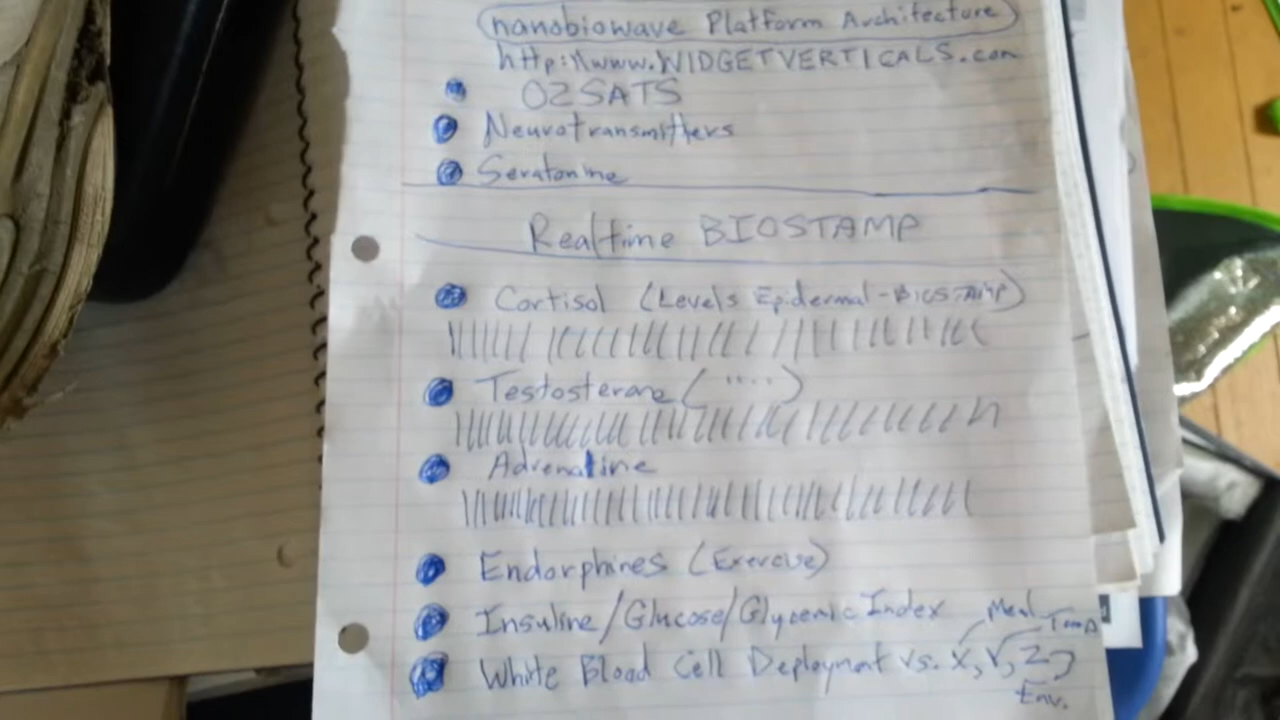 nanobiowave Platform Architecture
http:\\www.WIDGETVERTICALS.com
O2SATS
Neurotransmitters
Seratonine
Realtime BIOSTAMP
Cortisol (Levels Epidermal-BIOSTAMP)
Testosterone (" " " ")
Adrenaline
Endorphines (Exercise)
Insuline/Glucose/Glycemic Index
Meal
Temp
White Blood Cell Deployment vs. X, Y, Z
Env.